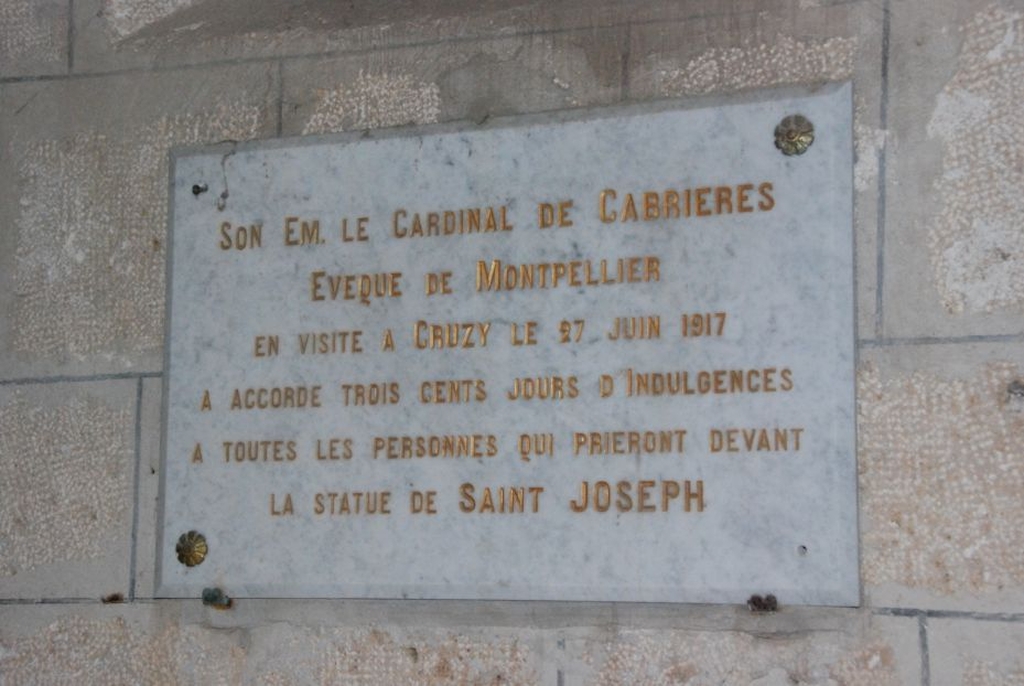 SON EM. LE CARDINAL DE CABRIERES
EVEQUE DE MONTPELLIER
EN VISITE A CRUZY LE 27 JUIN 1917
A ACCORDE TROIS CENTS JOURS D'INDULGENCES
A TOUTES LES PERSONNES QUI PRIERONT DEVANT
LA STATUE DE SAINT JOSEPH